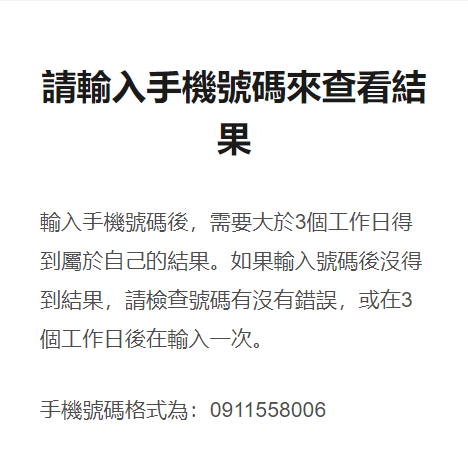 請輸入手機號碼來查看結
果
輸入手機號碼後，需要大於3個工作日得
到屬於自己的結果。如果輸入號碼後沒得
到結果，請檢查號碼有沒有錯誤，或在3
個工作日後在輸入一次。
手機號碼格式為：0911558006